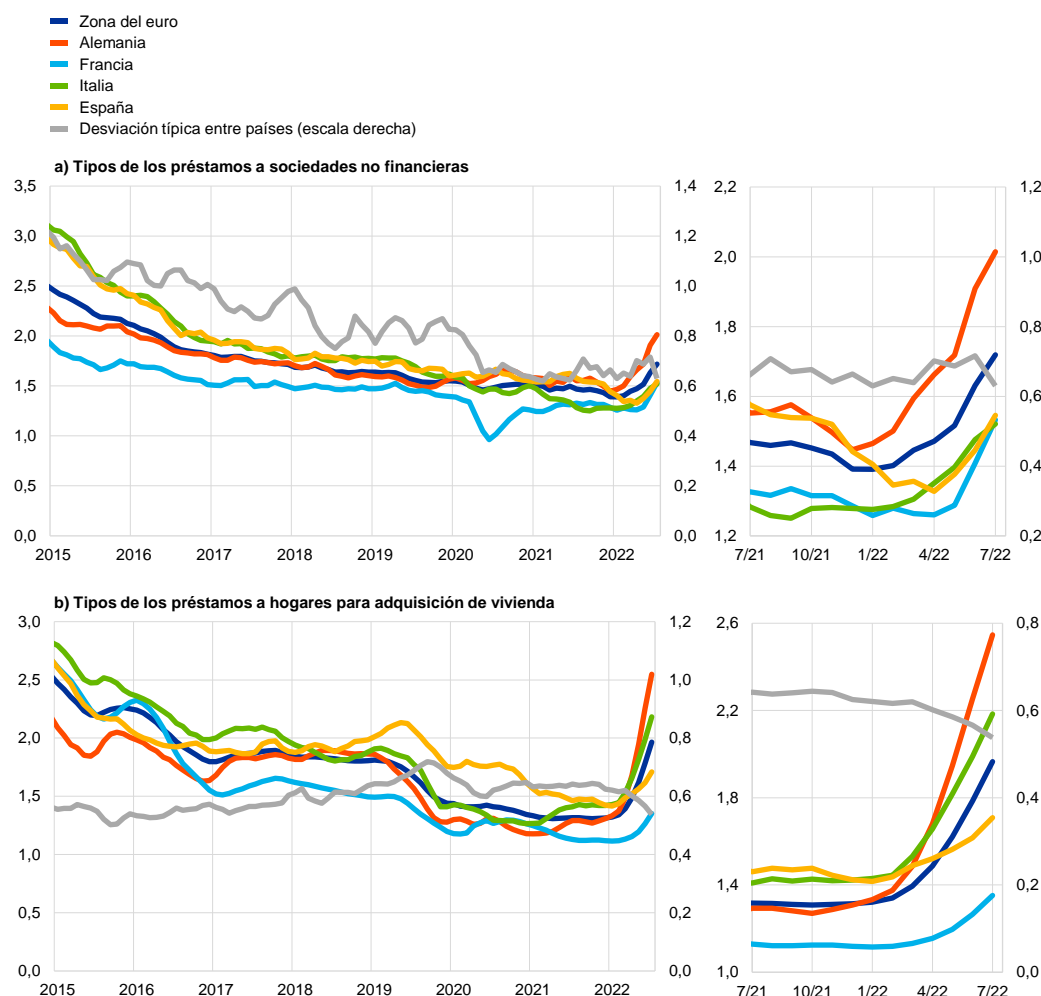 Zona del euro
Alemania
Francia
Italia
España
Desviación típica entre países (escala derecha)
a) Tipos de los préstamos a sociedades no financieras
3,5 1,4 2,2 1,2
3,0 1,2
2,0 1,0
2,5 1,0
2,0 0,8 1,8 0,8
1,5 0,6 1,6 0,6
1,0 0,4
1,4 0,4
0,5 0,2
0,0 0,0 1,2 0,2
2015 2016 2017 2018 2019 2020 2021 2022 7/21 10/21 1/22 4/22 7/22
b) Tipos de los préstamos a hogares para adquisición de vivienda
3,0 1,2 2,6 0,8
2,5 1,0
2,2 0,6
2,0 0,8
1,5 0,6 1,8 0,4
1,0 0,4
1,4 0,2
0,5 0,2
0,0 0,0 1,0 0,0
2015 2016 2017 2018 2019 2020 2021 2022 7/21 10/21 1/22 4/22 7/22